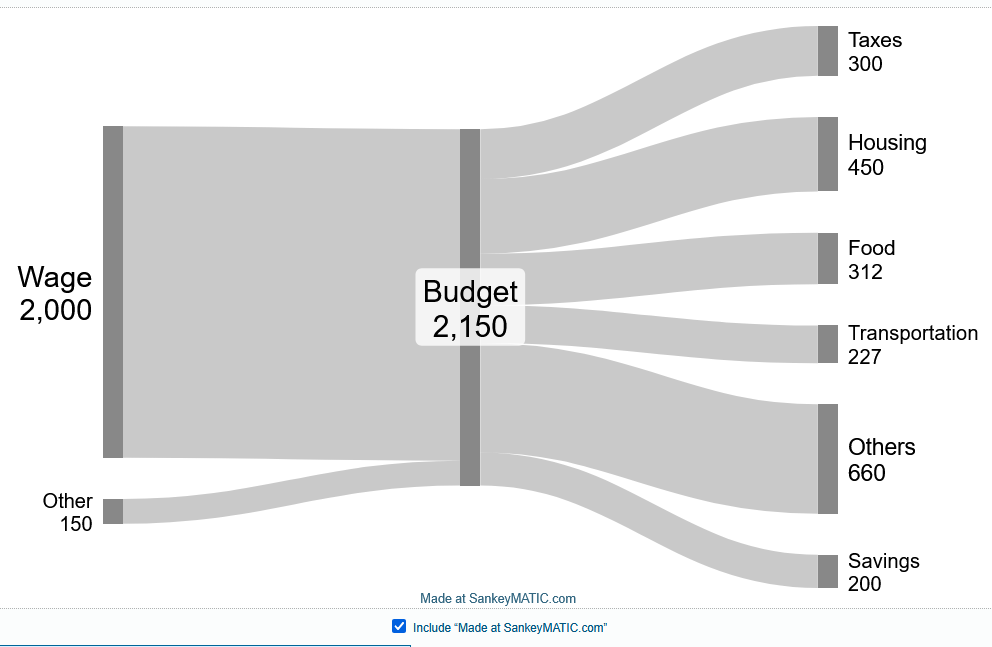 Taxes
300
Housing
450
Wage
2,000
Budget
2,150
Food
312
Transportation
227
Others
660
Other
150
Savings
200
Made at SankeyMATIC.com
Include “Made at SankeyMATIC.com”